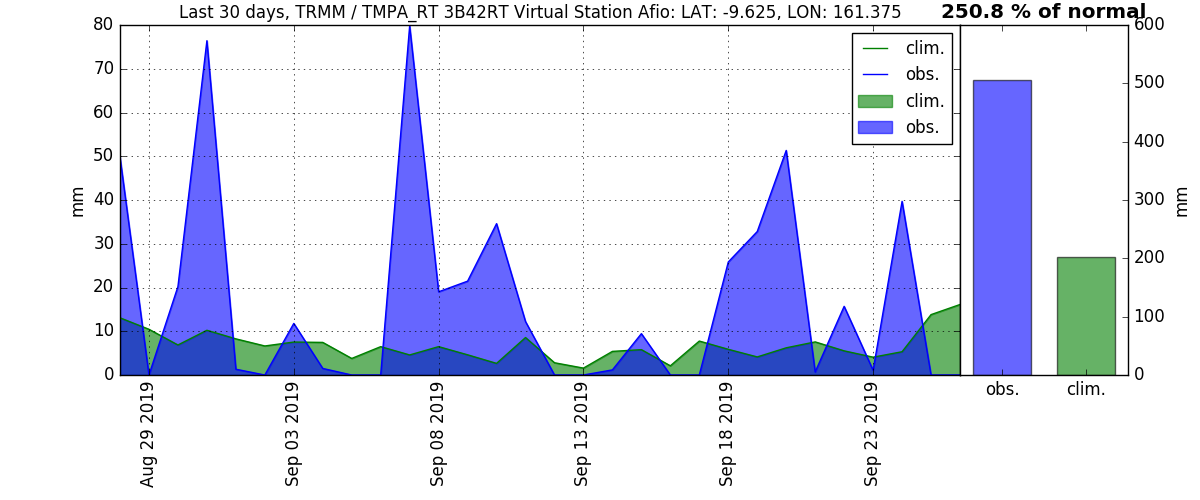 Last 30 days, TRMM / TMPA_RT 3B42RT Virtual Station Afio: LAT: -9.625, LON: 161.375
250.8 % of normal
80
70
60
50
40
30
20
10
0
mm
clim.
obs.
clim.
obs.
Aug 29 2019
Sep 03 2019
Sep 08 2019
Sep 13 2019
Sep 18 2019
Sep 23 2019
600
500
400
300
200
100
0
mm
obs.
clim.